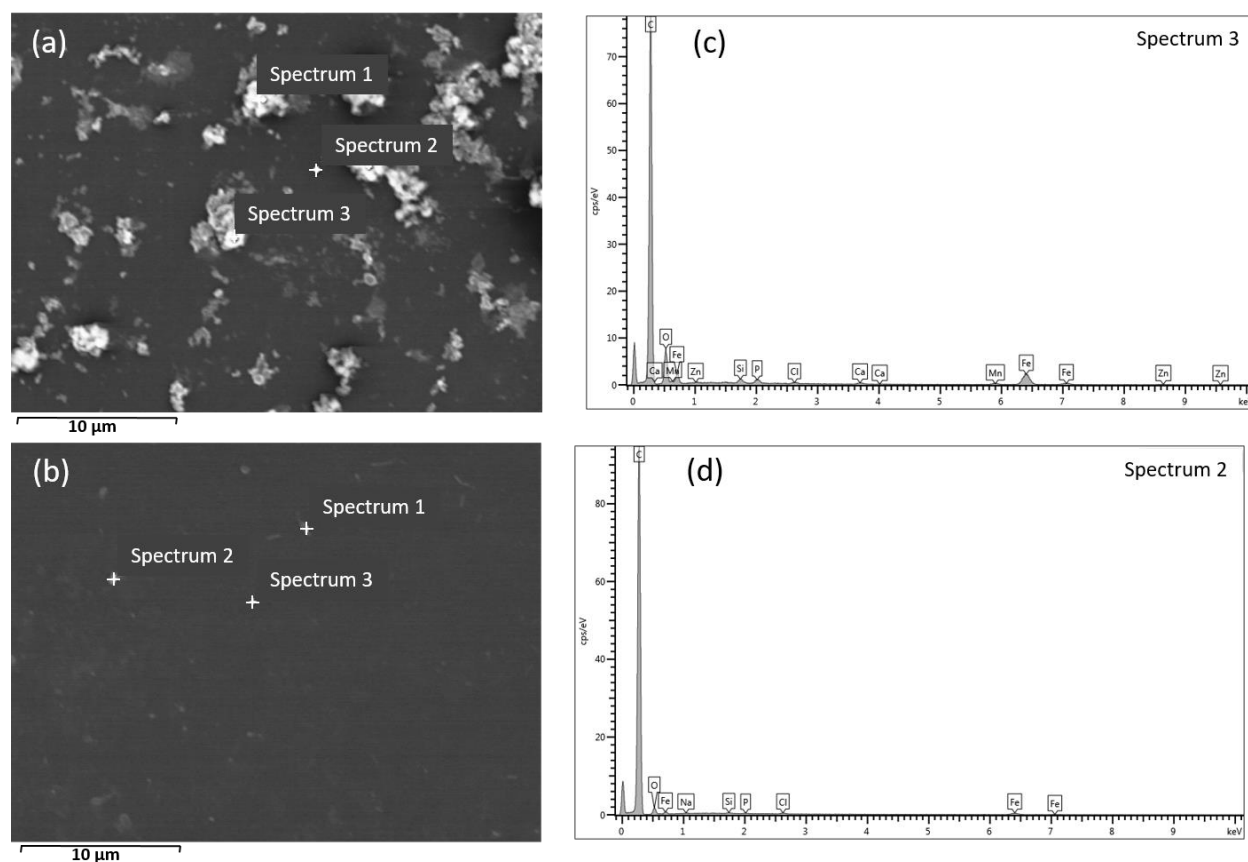 (a)
Spectrum 1
Spectrum 2
Spectrum 3
10 μm
(c)
Spectrum 3
C
O
Fe
Ca
Mn
Zn
Si
P
Cl
Ca
Ca
Mn
Fe
Fe
Zn
Zn
cps/eV
70
60
50
40
30
20
10
0
0 1 2 3 4 5 6 7 8 9 keV
(b)
Spectrum 1
Spectrum 2
Spectrum 3
10 μm
(d)
Spectrum 2
C
O
Fe
Na
Si
P
Cl
Fe
Fe
cps/eV
80
60
40
20
0
0 1 2 3 4 5 6 7 8 9 keV